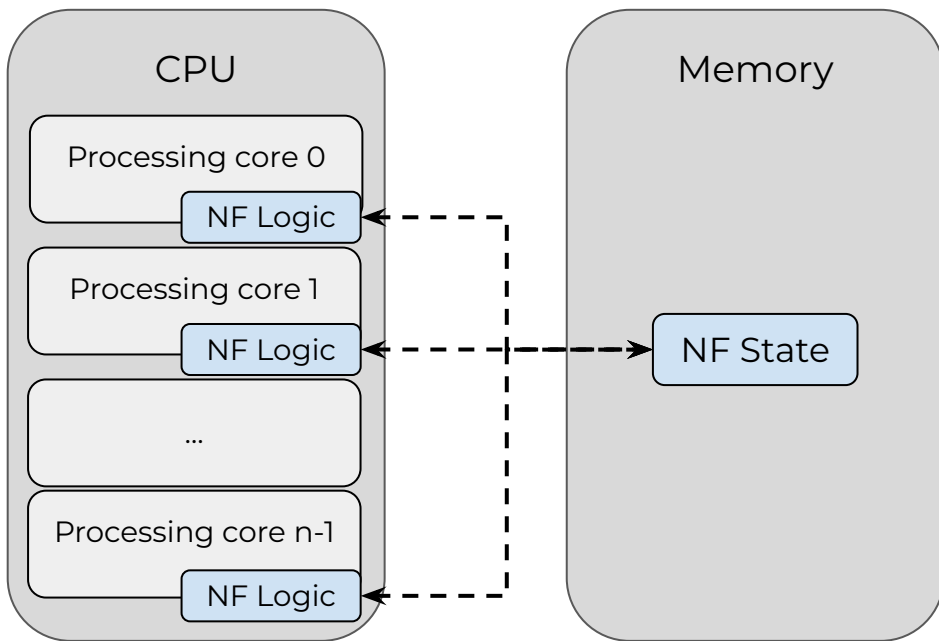 CPU
Processing core 0
NF Logic
Processing core 1
NF Logic
...
Processing core n-1
NF Logic
Memory
NF State